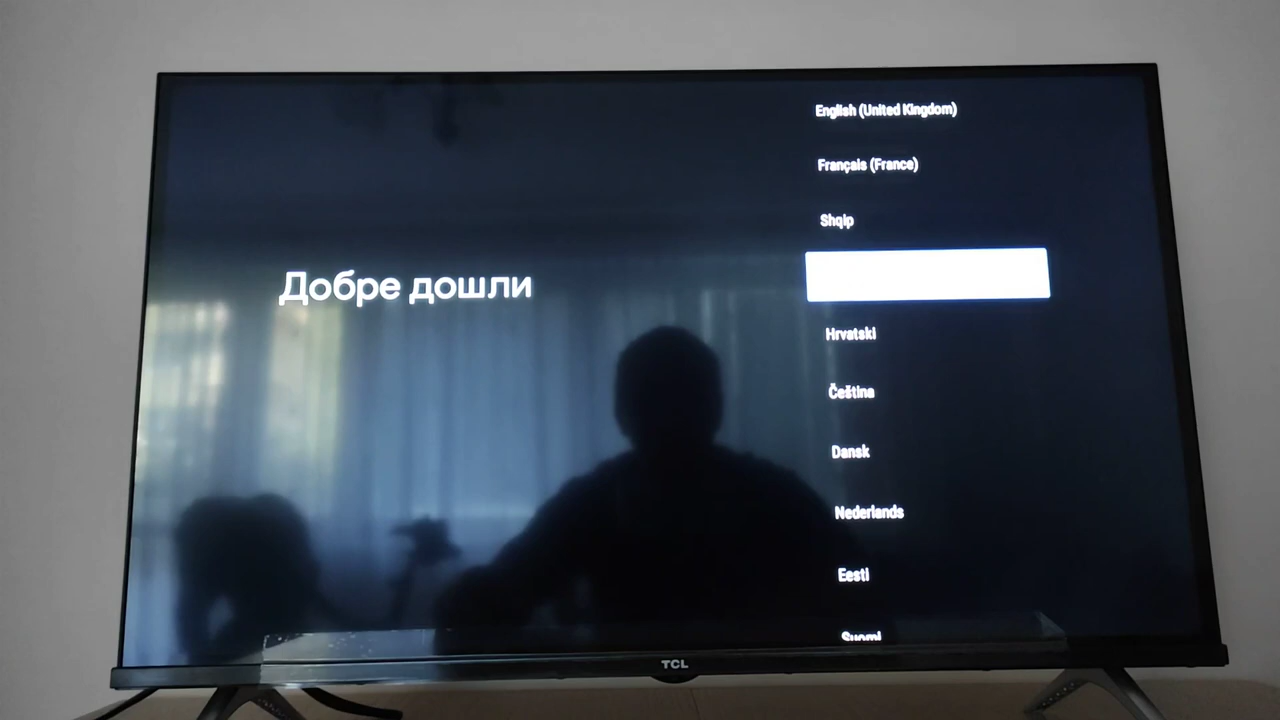 Добре дошли
English (United Kingdom)
Français (France)
Shqip
Hrvatski
Čeština
Dansk
Nederlands
Eesti
Suomi
TCL